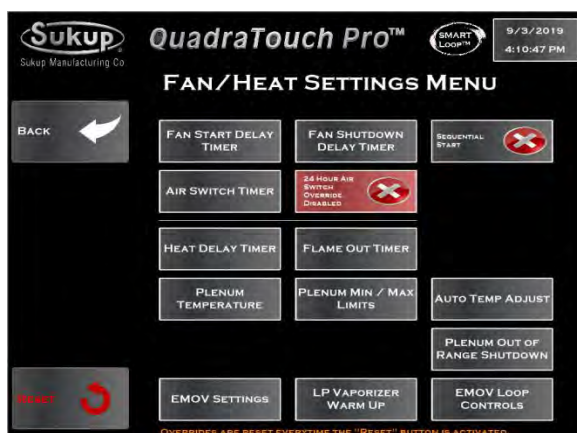 Sukup
Sukup Manufacturing Co
QuadraTouch Pro™
SMART
LOOP™
9/3/2019
4:10:47 PM
FAN/HEAT SETTINGS MENU
BACK
FAN START DELAY
TIMER
FAN SHUTDOWN
DELAY TIMER
SEQUENTIAL
START
AIR SWITCH TIMER
24 HOUR AIR
SWITCH
OVERRIDE
DISABLED
HEAT DELAY TIMER
FLAME OUT TIMER
PLENUM
TEMPERATURE
PLENUM MIN / MAX
LIMITS
AUTO TEMP ADJUST
PLENUM OUT OF
RANGE SHUTDOWN
RESET
EMOV SETTINGS
LP VAPORIZER
WARM UP
EMOV LOOP
CONTROLS
OVERRIDES ARE RESET EVERYTIME THE "RESET" BUTTON IS ACTIVATED